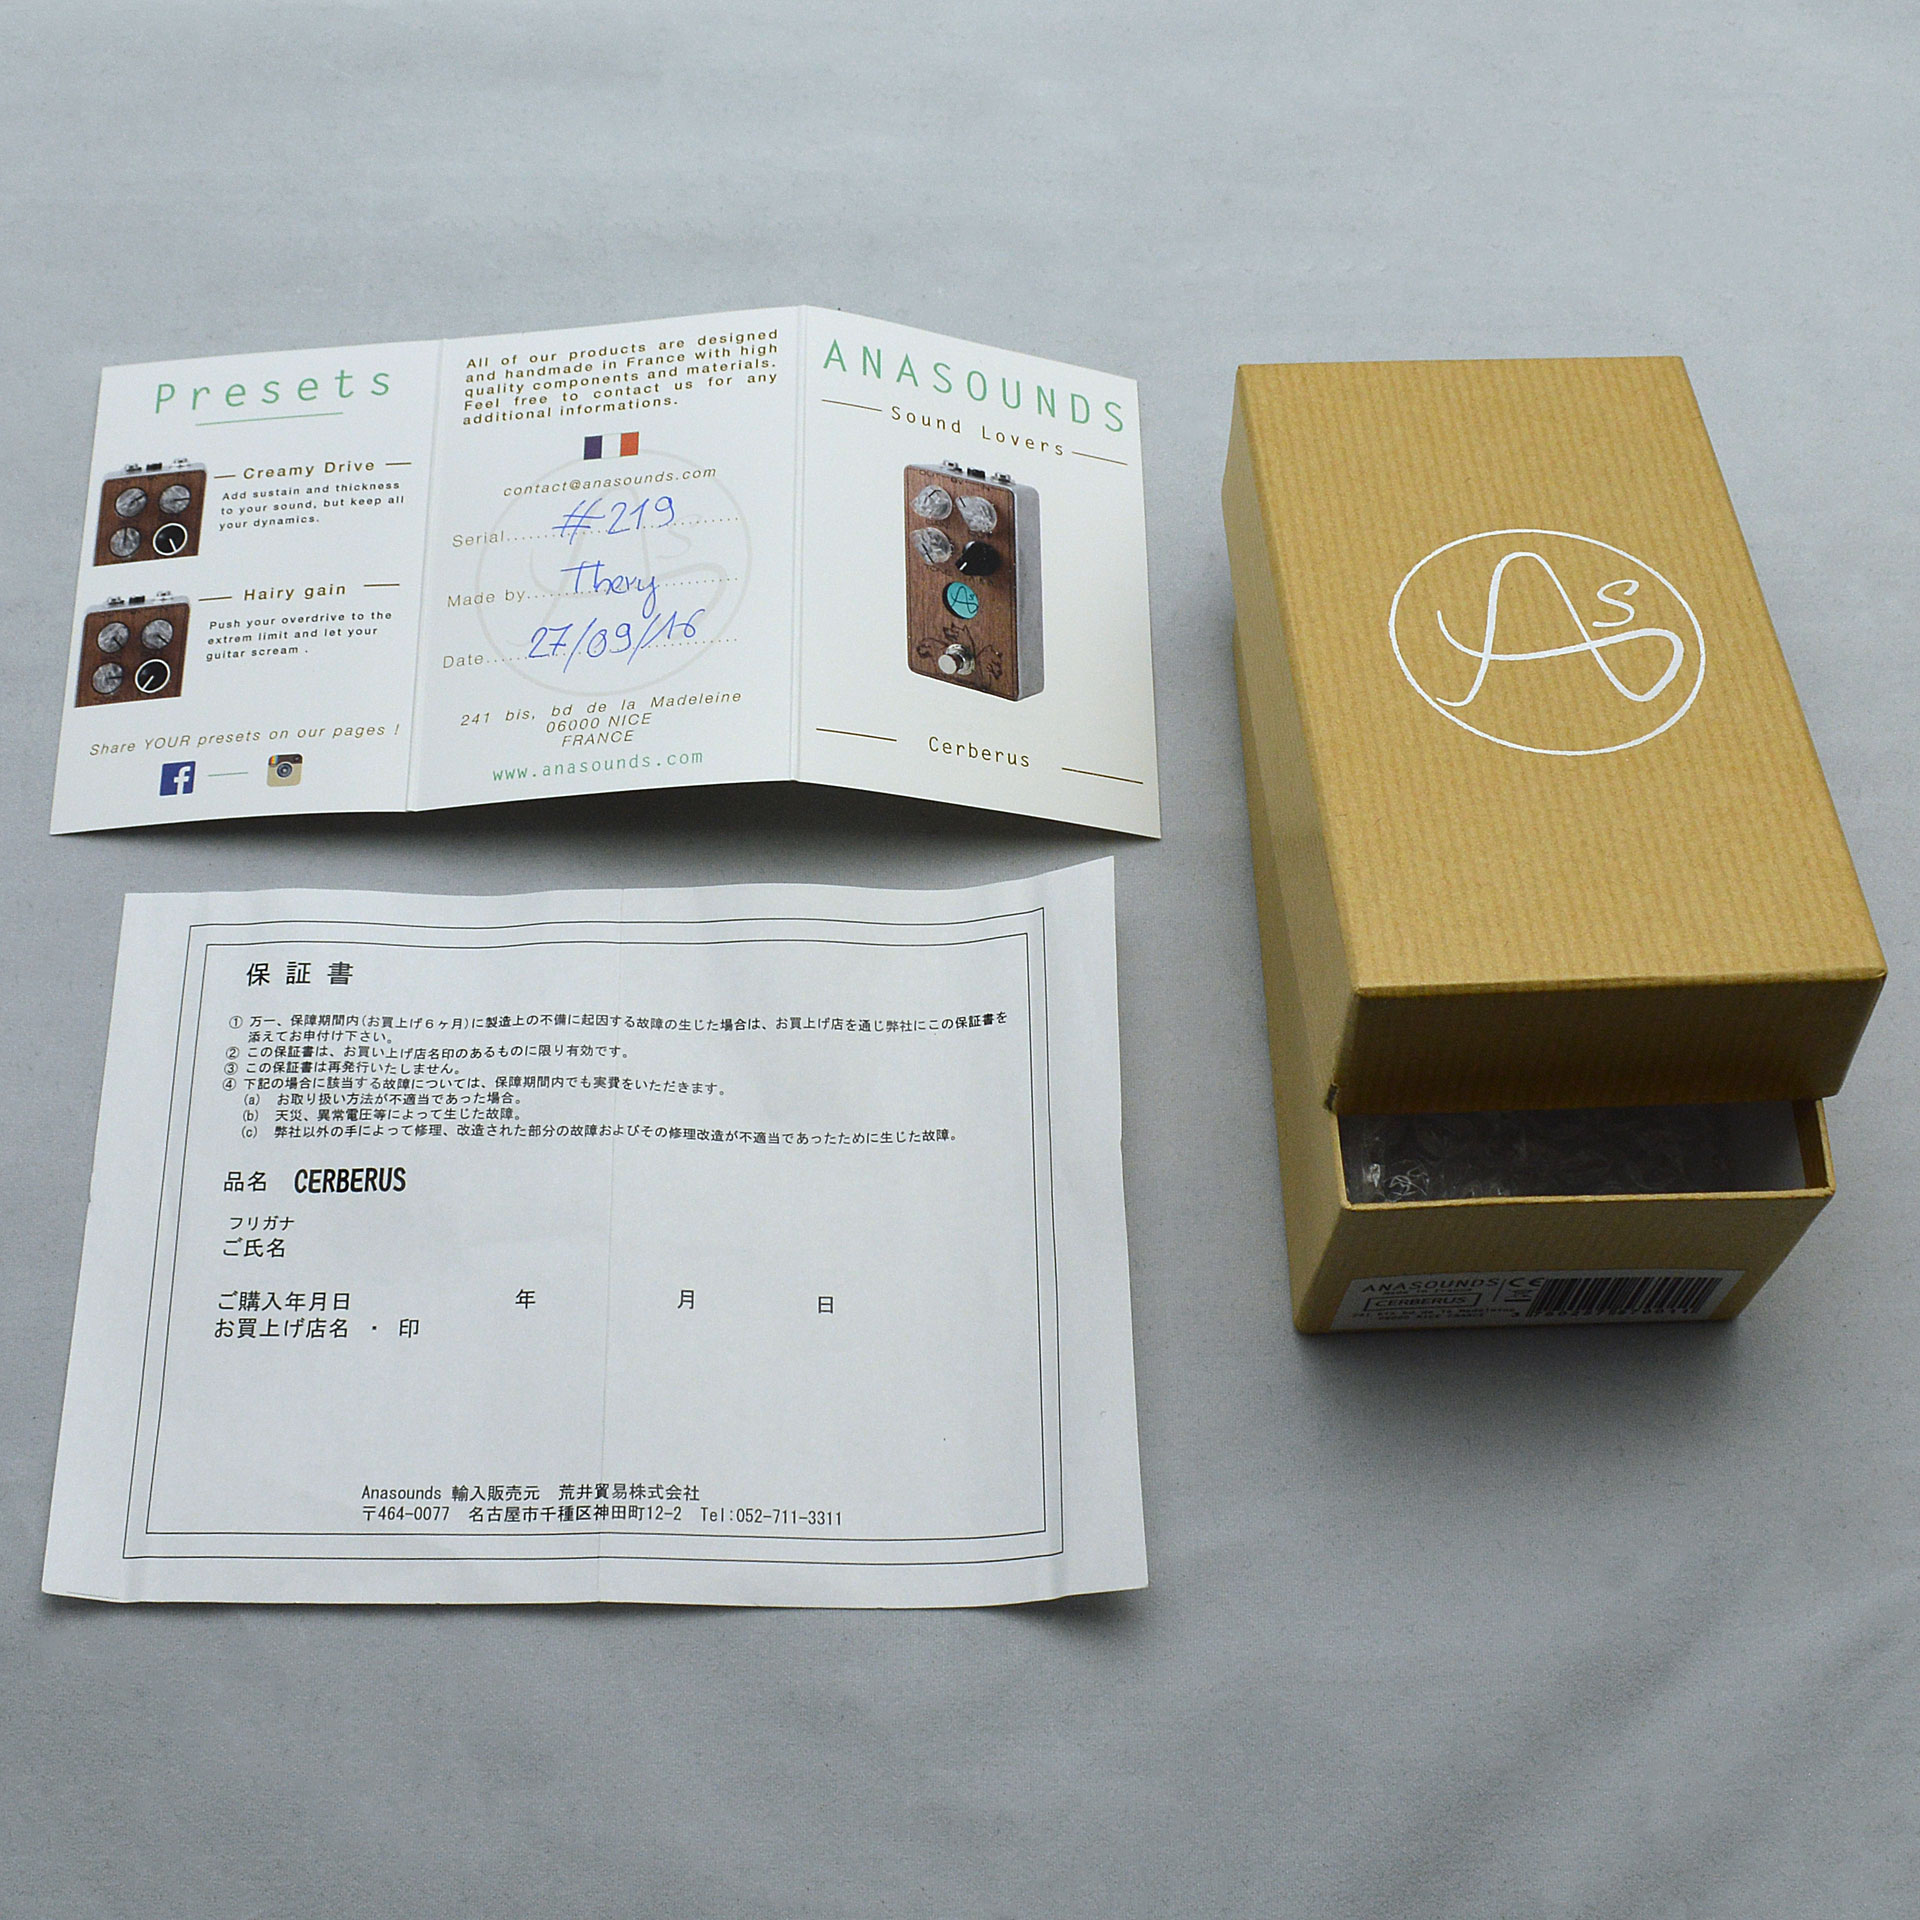 Presets
Creamy Drive
Add sustain and thickness
to your sound, but keep all
your dynamics.
Hairy gain
Push your overdrive to the
extrem limit and let your
guitar scream .
Share YOUR presets on our pages !
f
All of our products are designed
and handmade in France with high
quality components and materials.
Feel free to contact us for any
additional informations.
contact@anasounds.com
Serial #219
Made by Thery
Date 27/09/16
241 bis, bd de la Madeleine
06000 NICE
FRANCE
www.anasounds.com
ANASOUNDS
Sound Lovers
Cerberus
保証書
① 万一、保障期間内(お買上げ6ヶ月)に製造上の不備に起因する故障の生じた場合は、お買上げ店を通じ弊社にこの保証書を
添えてお申付け下さい。
② この保証書は、お買い上げ店名印のあるものに限り有効です。
③ この保証書は再発行いたしません。
④ 下記の場合に該当する故障については、保障期間内でも実費をいただきます。
(a) お取り扱い方法が不適当であった場合。
(b) 天災、異常電圧等によって生じた故障。
(c) 弊社以外の手によって修理、改造された部分の故障およびその修理改造が不適当であったために生じた故障。
品名 CERBERUS
フリガナ
ご氏名
ご購入年月日 年 月 日
お買上げ店名 ・ 印
Anasounds 輸入販売元 荒井貿易株式会社
〒464-0077 名古屋市千種区神田町12-2 Tel:052-711-3311
As
ANASOUNDS CE
CERBERUS